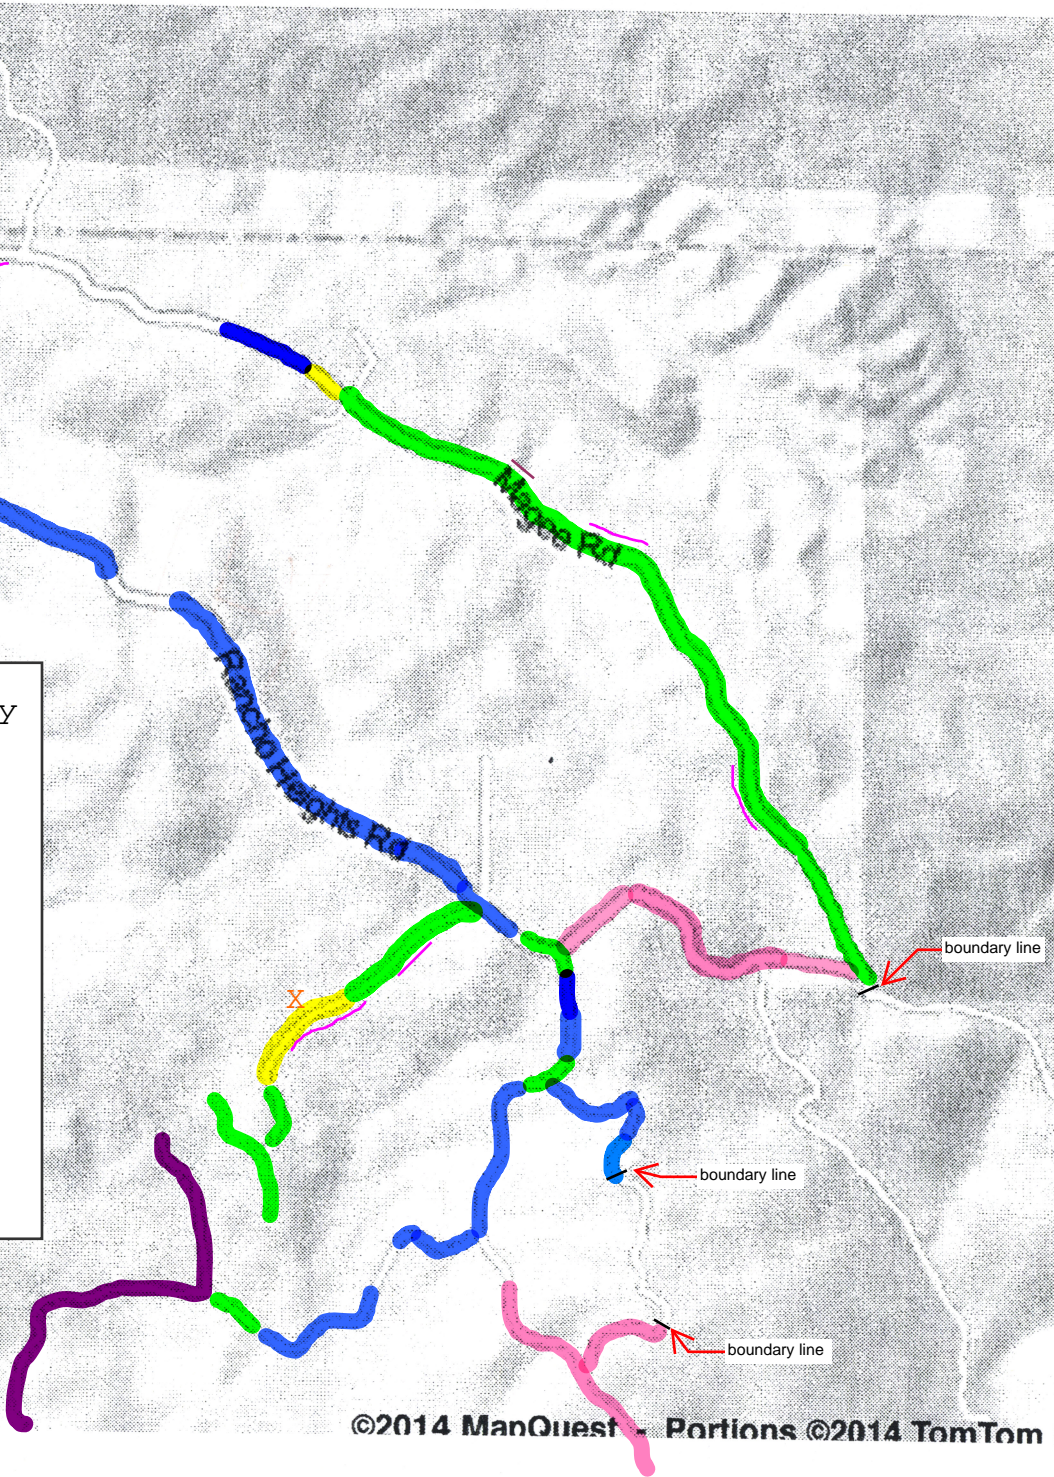 Magee Rd
y
Rancho Heights Rd
boundary line
X
boundary line
boundary line
©2014 MapQuest - Portions ©2014 TomTom